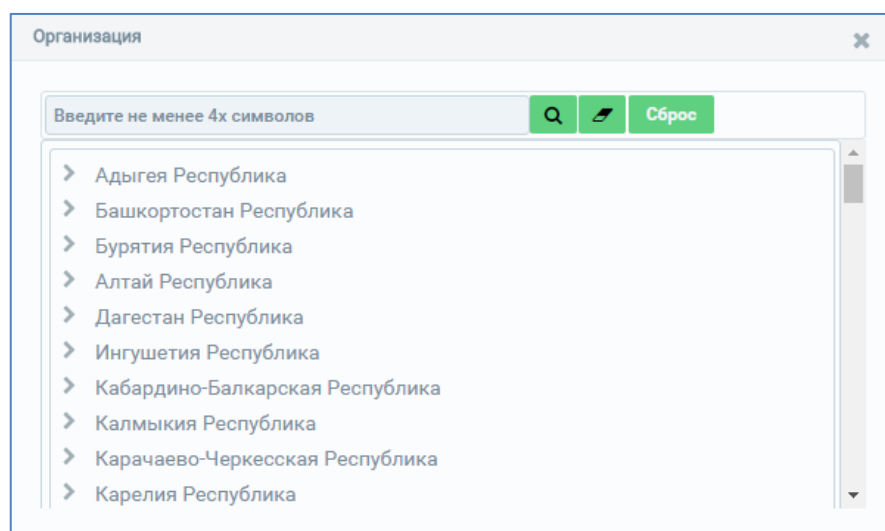 Организация
Введите не менее 4х символов Сброс
Адыгея Республика
Башкортостан Республика
Бурятия Республика
Алтай Республика
Дагестан Республика
Ингушетия Республика
Кабардино-Балкарская Республика
Калмыкия Республика
Карачаево-Черкесская Республика
Карелия Республика